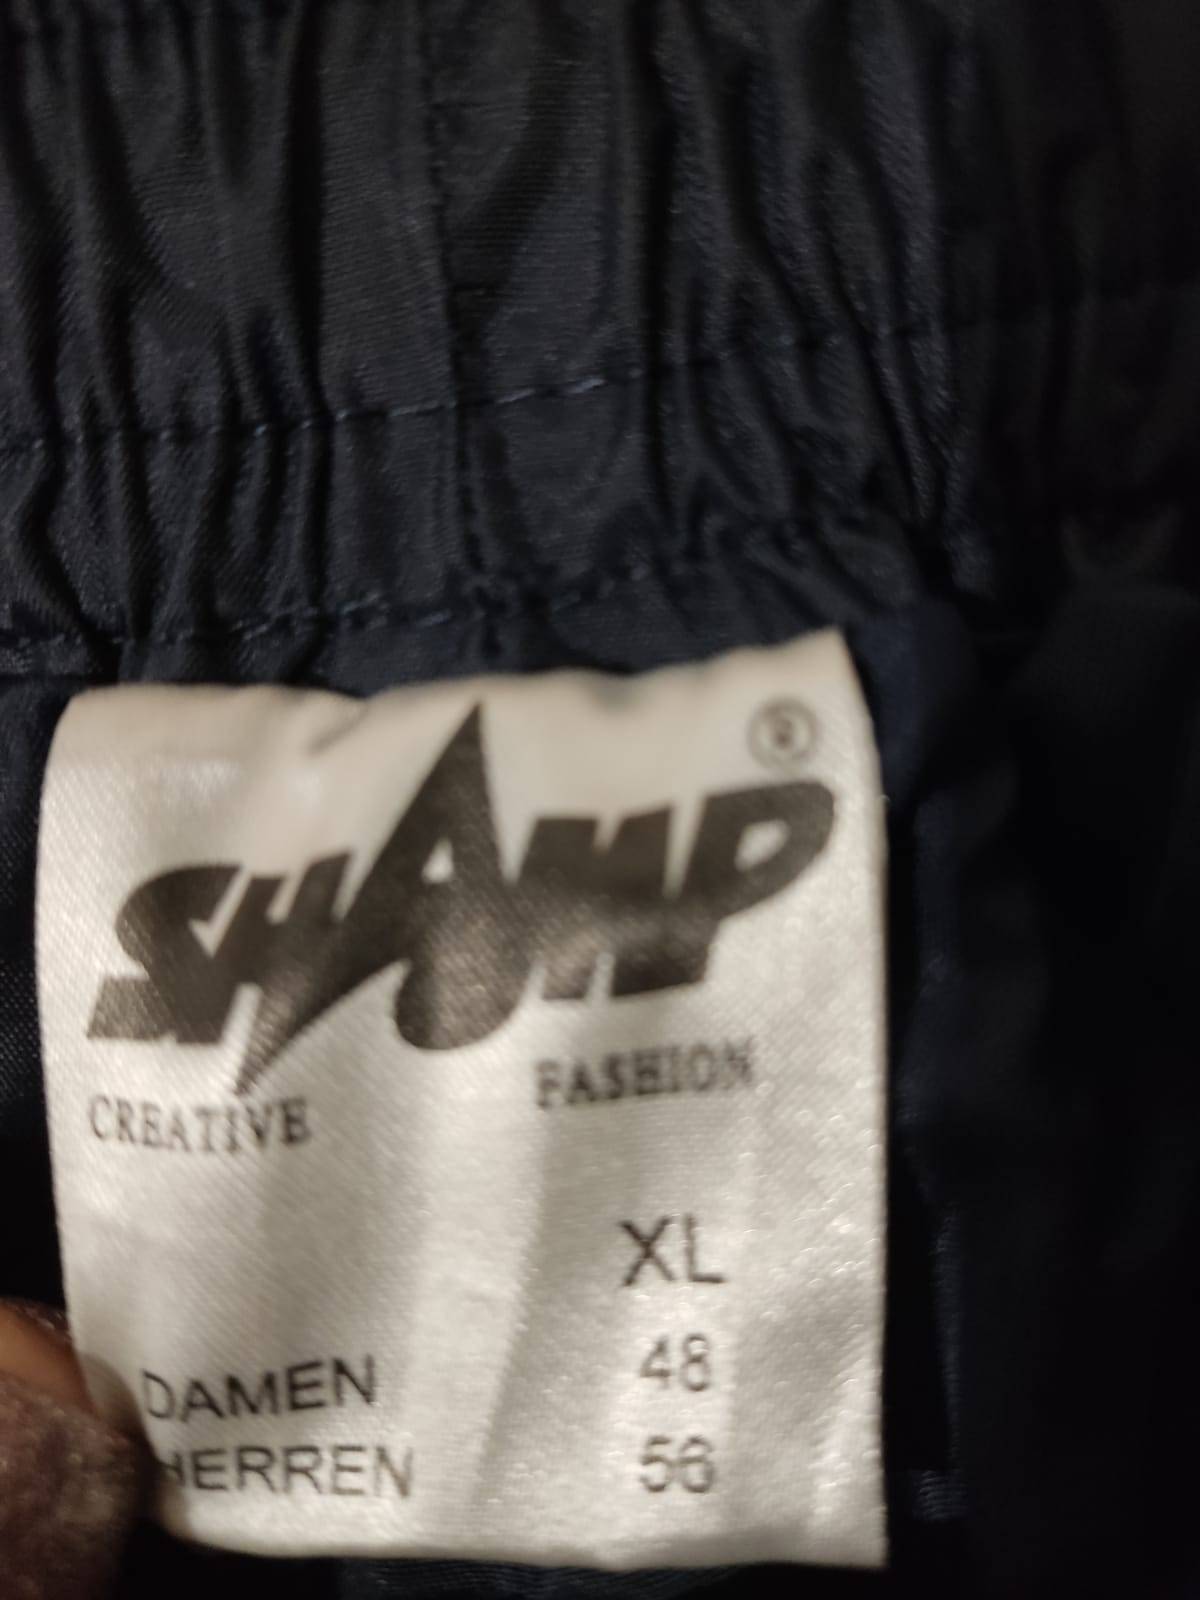 SHAMP ®
CREATIVE FASHION
XL
DAMEN 48
HERREN 56